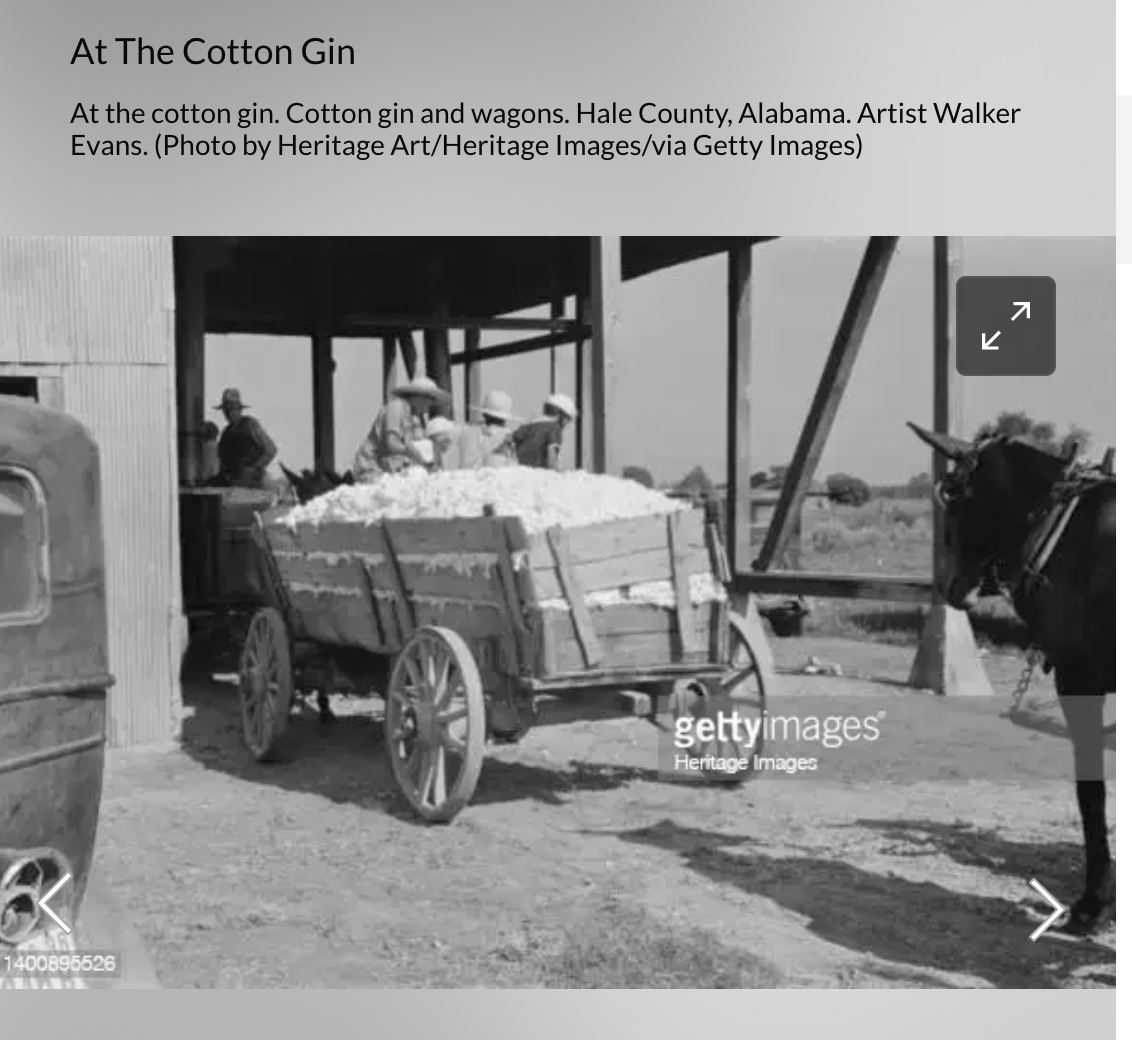 At The Cotton Gin
At the cotton gin. Cotton gin and wagons. Hale County, Alabama. Artist Walker
Evans. (Photo by Heritage Art/Heritage Images/via Getty Images)
gettyimages®
Heritage Images
1400895526